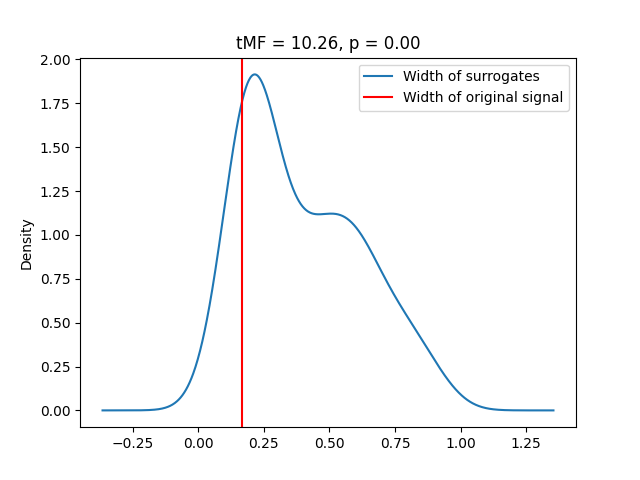 tMF = 10.26, p = 0.00
Width of surrogates
Width of original signal
Density
2.00
1.75
1.50
1.25
1.00
0.75
0.50
0.25
0.00
−0.25 0.00 0.25 0.50 0.75 1.00 1.25